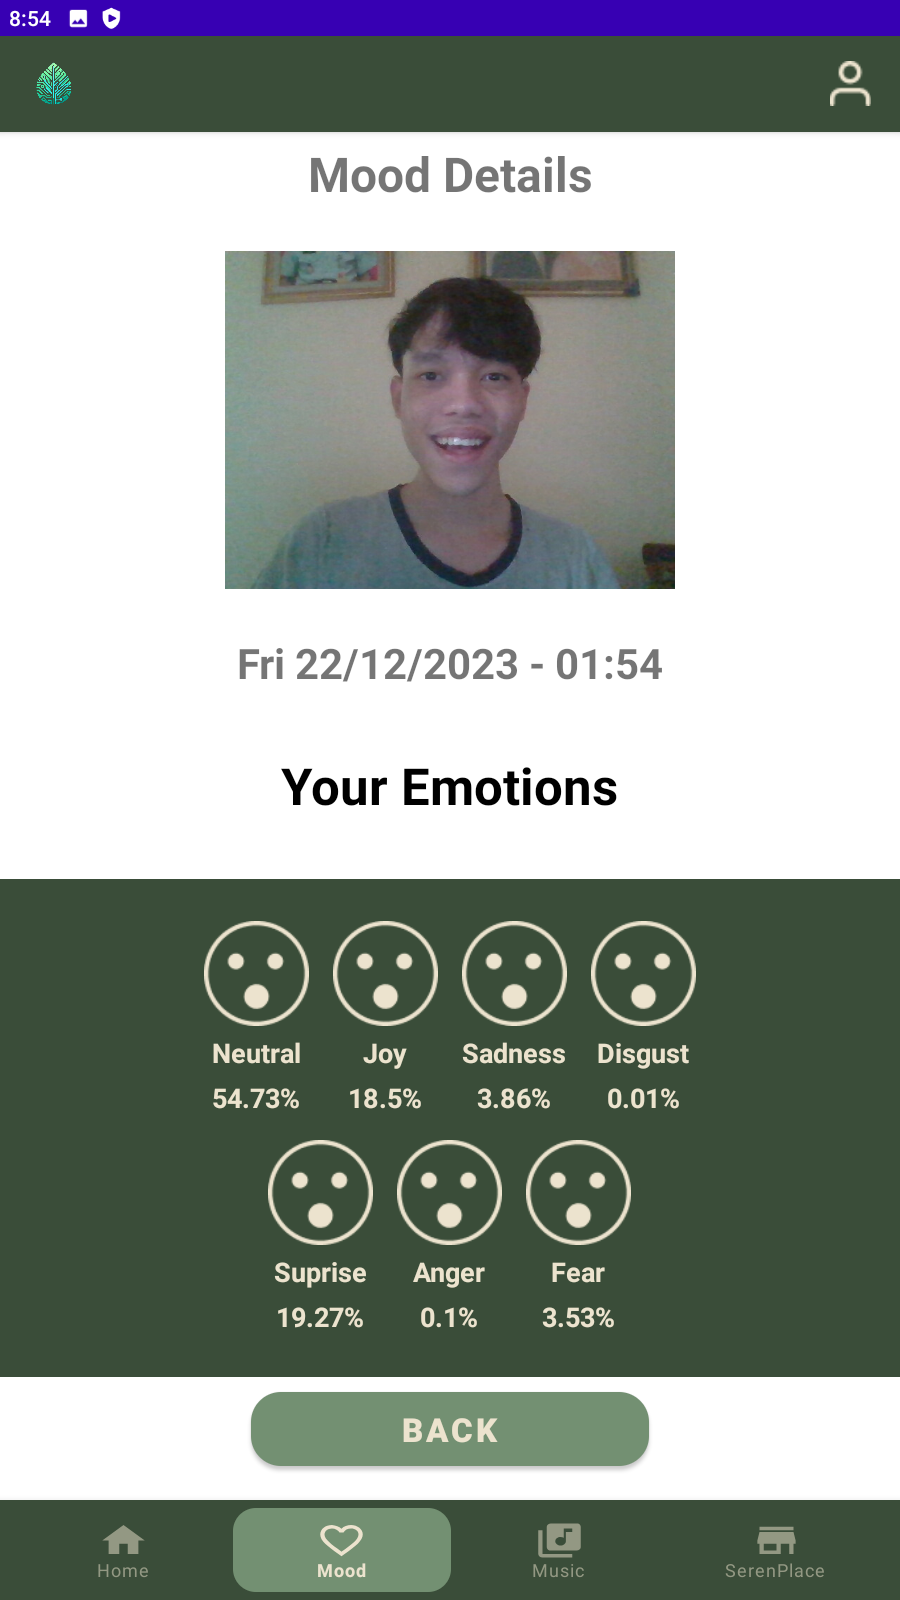 8:54
Mood Details
Fri 22/12/2023 - 01:54
Your Emotions
Neutral Joy Sadness Disgust
54.73% 18.5% 3.86% 0.01%
Suprise Anger Fear
19.27% 0.1% 3.53%
BACK
Home Mood Music SerenPlace